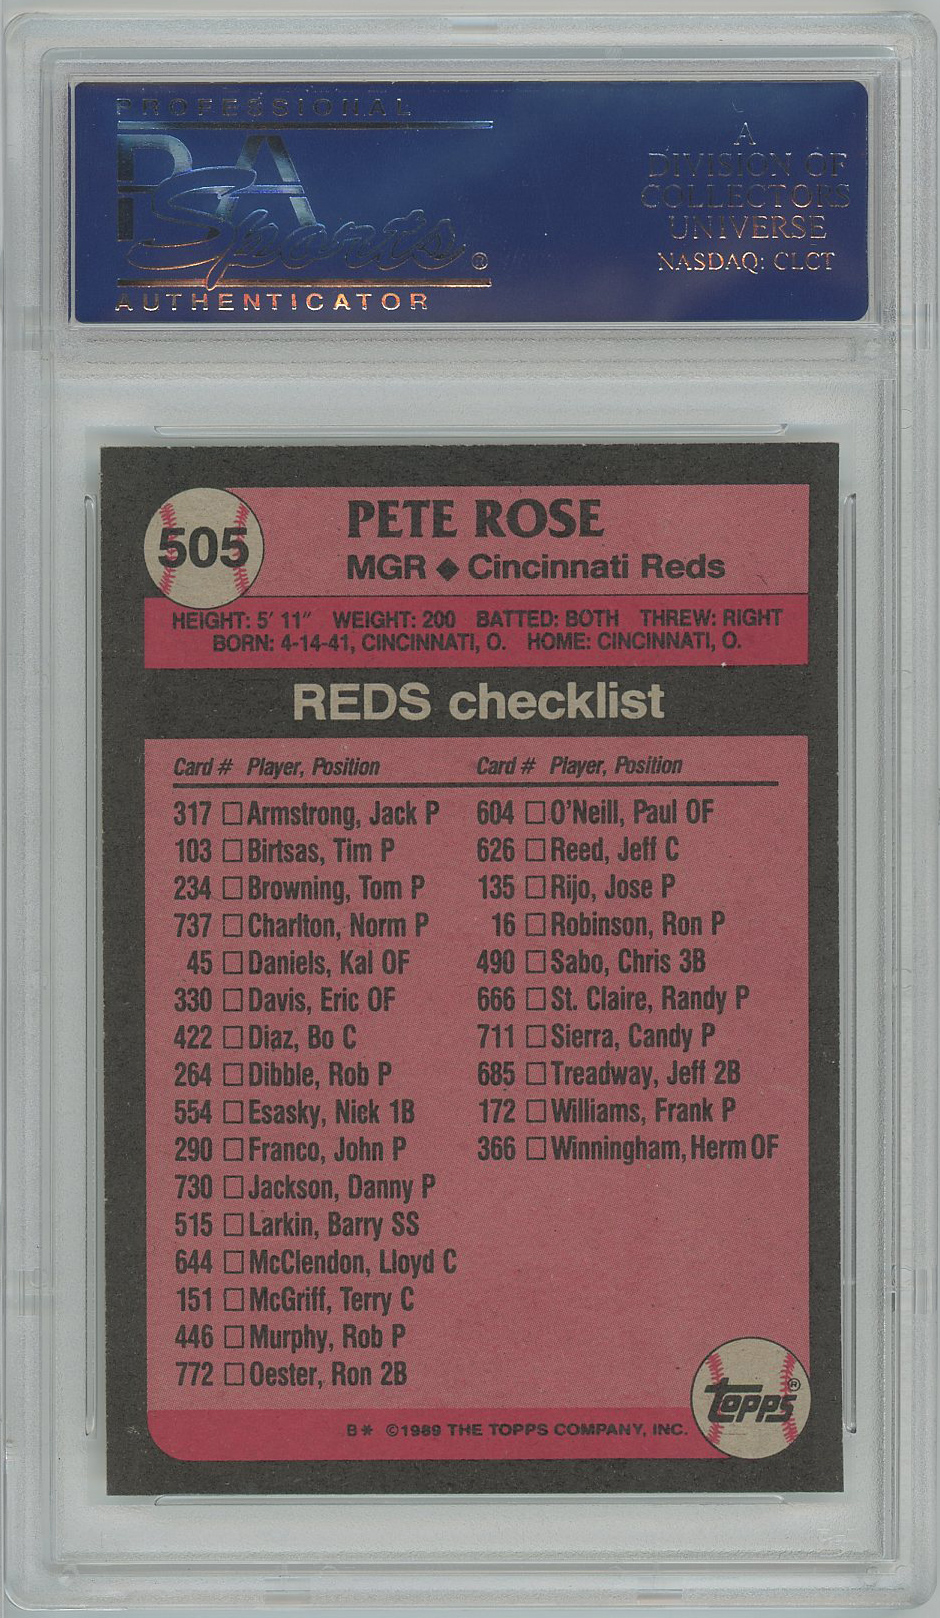 PROFESSIONAL
PSA
Sports®
AUTHENTICATOR
A
DIVISION OF
COLLECTORS
UNIVERSE
NASDAQ: CLCT
505
PETE ROSE
MGR ◆ Cincinnati Reds
HEIGHT: 5' 11" WEIGHT: 200 BATTED: BOTH THREW: RIGHT
BORN: 4-14-41, CINCINNATI, O. HOME: CINCINNATI, O.
REDS checklist
Card # Player, Position
317 □ Armstrong, Jack P
103 □ Birtsas, Tim P
234 □ Browning, Tom P
737 □ Charlton, Norm P
45 □ Daniels, Kal OF
330 □ Davis, Eric OF
422 □ Diaz, Bo C
264 □ Dibble, Rob P
554 □ Esasky, Nick 1B
290 □ Franco, John P
730 □ Jackson, Danny P
515 □ Larkin, Barry SS
644 □ McClendon, Lloyd C
151 □ McGriff, Terry C
446 □ Murphy, Rob P
772 □ Oester, Ron 2B
Card # Player, Position
604 □ O'Neill, Paul OF
626 □ Reed, Jeff C
135 □ Rijo, Jose P
16 □ Robinson, Ron P
490 □ Sabo, Chris 3B
666 □ St. Claire, Randy P
711 □ Sierra, Candy P
685 □ Treadway, Jeff 2B
172 □ Williams, Frank P
366 □ Winningham, Herm OF
B* ©1989 THE TOPPS COMPANY, INC.
topps®